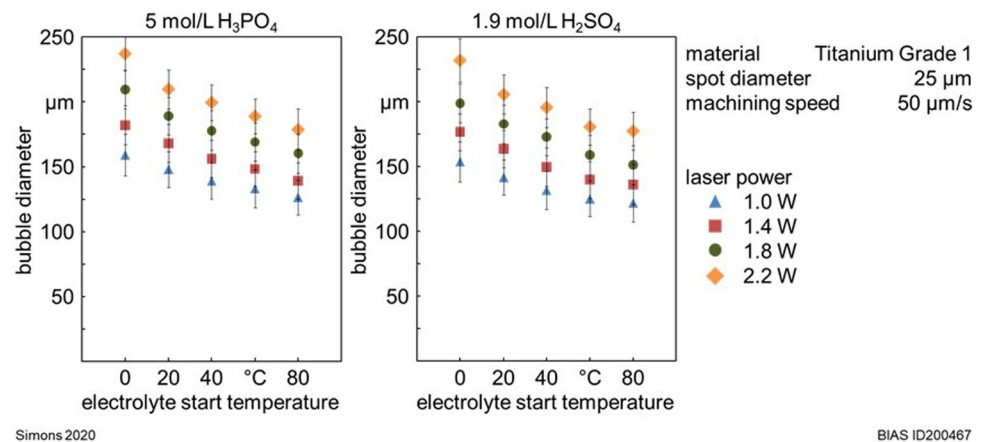 5 mol/L H₃PO₄
250
µm
150
100
50
bubble diameter
0 20 40 °C 80
electrolyte start temperature
1.9 mol/L H₂SO₄
250
µm
150
100
50
bubble diameter
0 20 40 °C 80
electrolyte start temperature
material Titanium Grade 1
spot diameter 25 µm
machining speed 50 µm/s
laser power
1.0 W
1.4 W
1.8 W
2.2 W
Simons 2020
BIAS ID200467